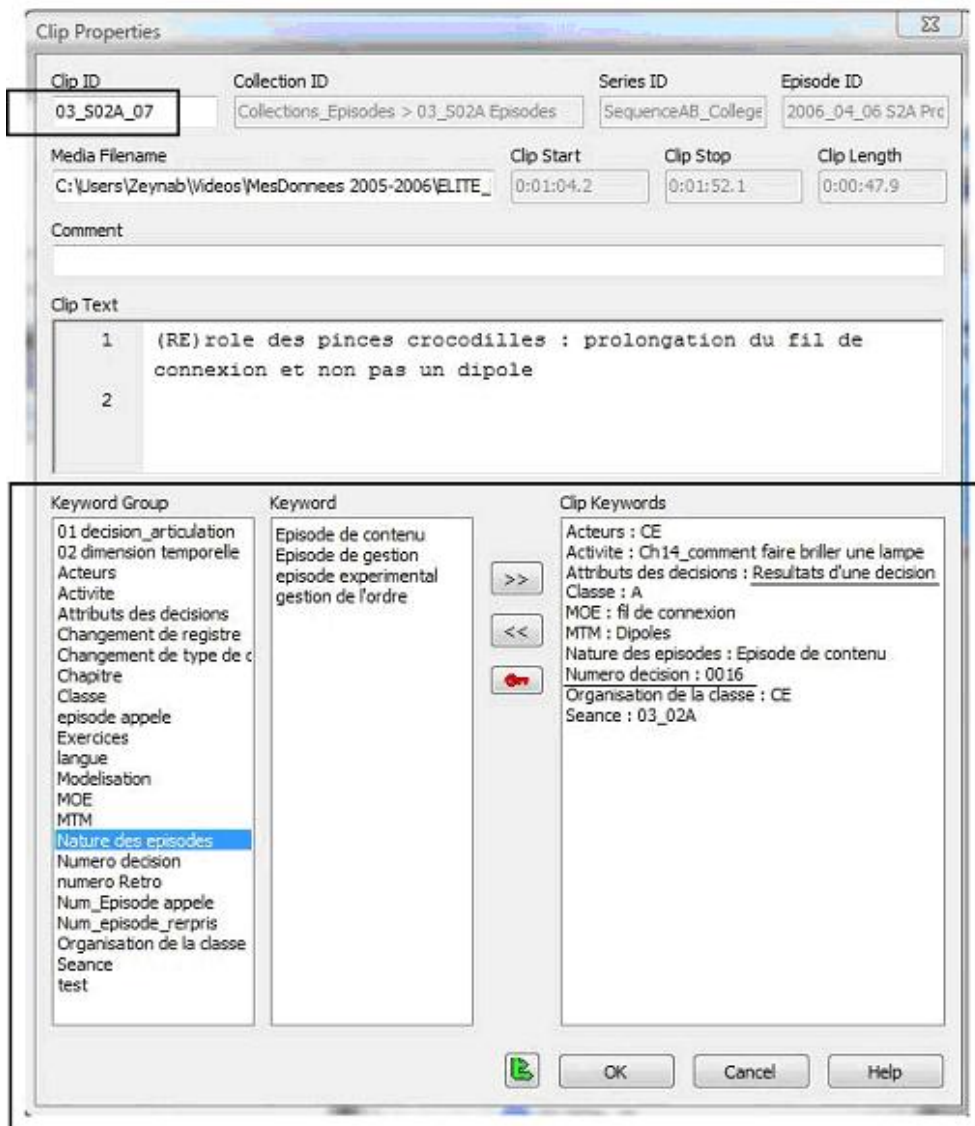 Clip Properties
Clip ID
Collection ID
Series ID
Episode ID
03_S02A_07
Collections_Episodes > 03_S02A Episodes
SequenceAB_College
2006_04_06 S2A Prc
Media Filename
Clip Start
Clip Stop
Clip Length
C:\Users\Zeynab\Videos\MesDonnees 2005-2006\ELITE_
0:01:04.2
0:01:52.1
0:00:47.9
Comment
Clip Text
1 (RE)role des pinces crocodilles : prolongation du fil de
connexion et non pas un dipole
2
Keyword Group
01 decision_articulation
02 dimension temporelle
Acteurs
Activite
Attributs des decisions
Changement de registre
Changement de type de c
Chapitre
Classe
episode appele
Exercices
langue
Modelisation
MOE
MTM
Nature des episodes
Numero decision
numero Retro
Num_Episode appele
Num_episode_rerpris
Organisation de la classe
Seance
test
Keyword
Episode de contenu
Episode de gestion
episode experimental
gestion de l'ordre
>>
<<
Clip Keywords
Acteurs : CE
Activite : Ch14_comment faire briller une lampe
Attributs des decisions : Resultats d'une decision
Classe : A
MOE : fil de connexion
MTM : Dipoles
Nature des episodes : Episode de contenu
Numero decision : 0016
Organisation de la classe : CE
Seance : 03_02A
OK
Cancel
Help